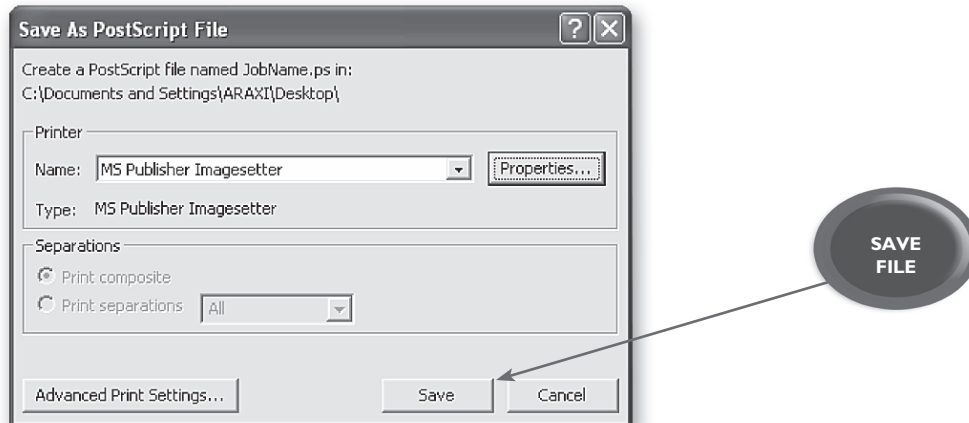 Save As PostScript File
Create a PostScript file named JobName.ps in:
C:\Documents and Settings\ARAXI\Desktop\
Printer
Name: MS Publisher Imagesetter Properties...
Type: MS Publisher Imagesetter
Separations
Print composite
Print separations All
Advanced Print Settings... Save Cancel
SAVE
FILE